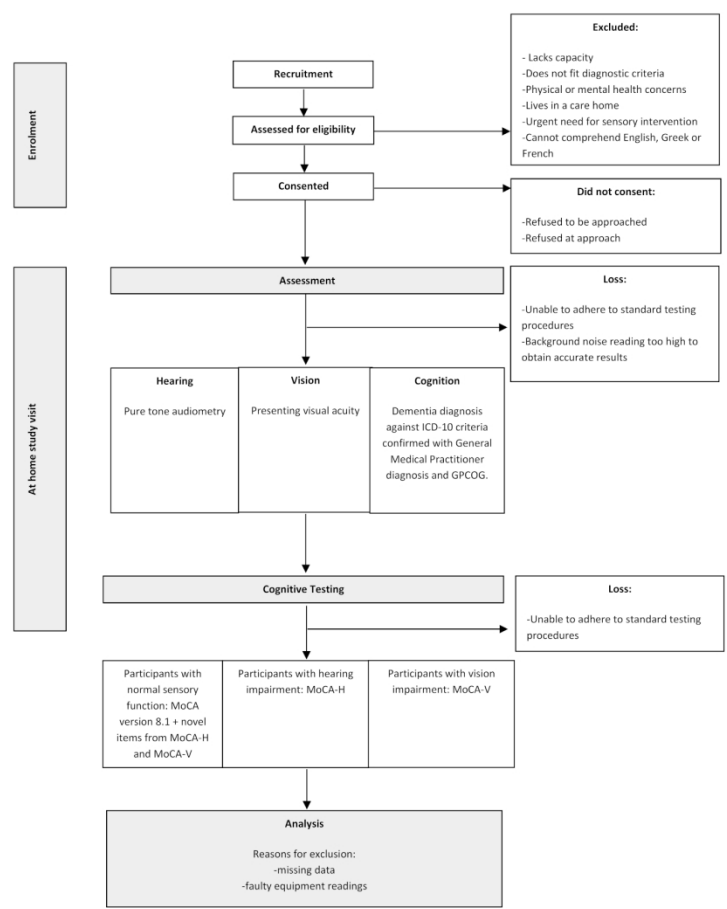 Excluded:
- Lacks capacity
-Does not fit diagnostic criteria
-Physical or mental health concerns
-Lives in a care home
-Urgent need for sensory intervention
-Cannot comprehend English, Greek or
French
Enrolment
Recruitment
Assessed for eligibility
Consented
Did not consent:
-Refused to be approached
-Refused at approach
At home study visit
Assessment
Loss:
-Unable to adhere to standard testing
procedures
-Background noise reading too high to
obtain accurate results
Hearing
Pure tone audiometry
Vision
Presenting visual acuity
Cognition
Dementia diagnosis
against ICD-10 criteria
confirmed with General
Medical Practitioner
diagnosis and GPCOG.
Cognitive Testing
Loss:
-Unable to adhere to standard testing
procedures
Participants with
normal sensory
function: MoCA
version 8.1 + novel
items from MoCA-H
and MoCA-V
Participants with hearing
impairment: MoCA-H
Participants with vision
impairment: MoCA-V
Analysis
Reasons for exclusion:
-missing data
-faulty equipment readings